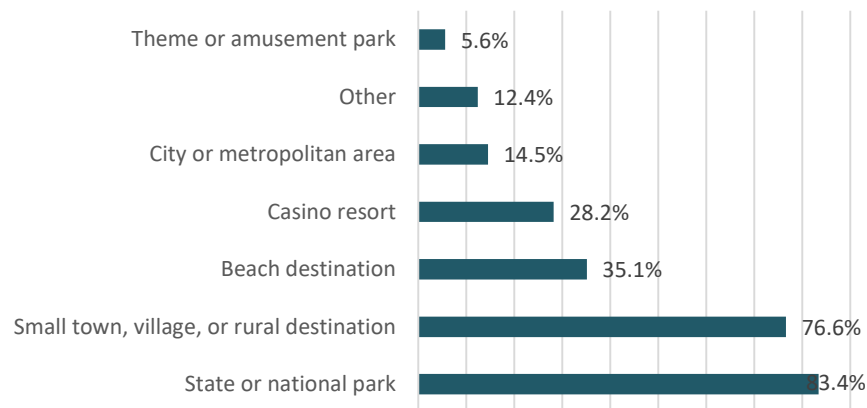 Theme or amusement park 5.6%
Other 12.4%
City or metropolitan area 14.5%
Casino resort 28.2%
Beach destination 35.1%
Small town, village, or rural destination 76.6%
State or national park 83.4%